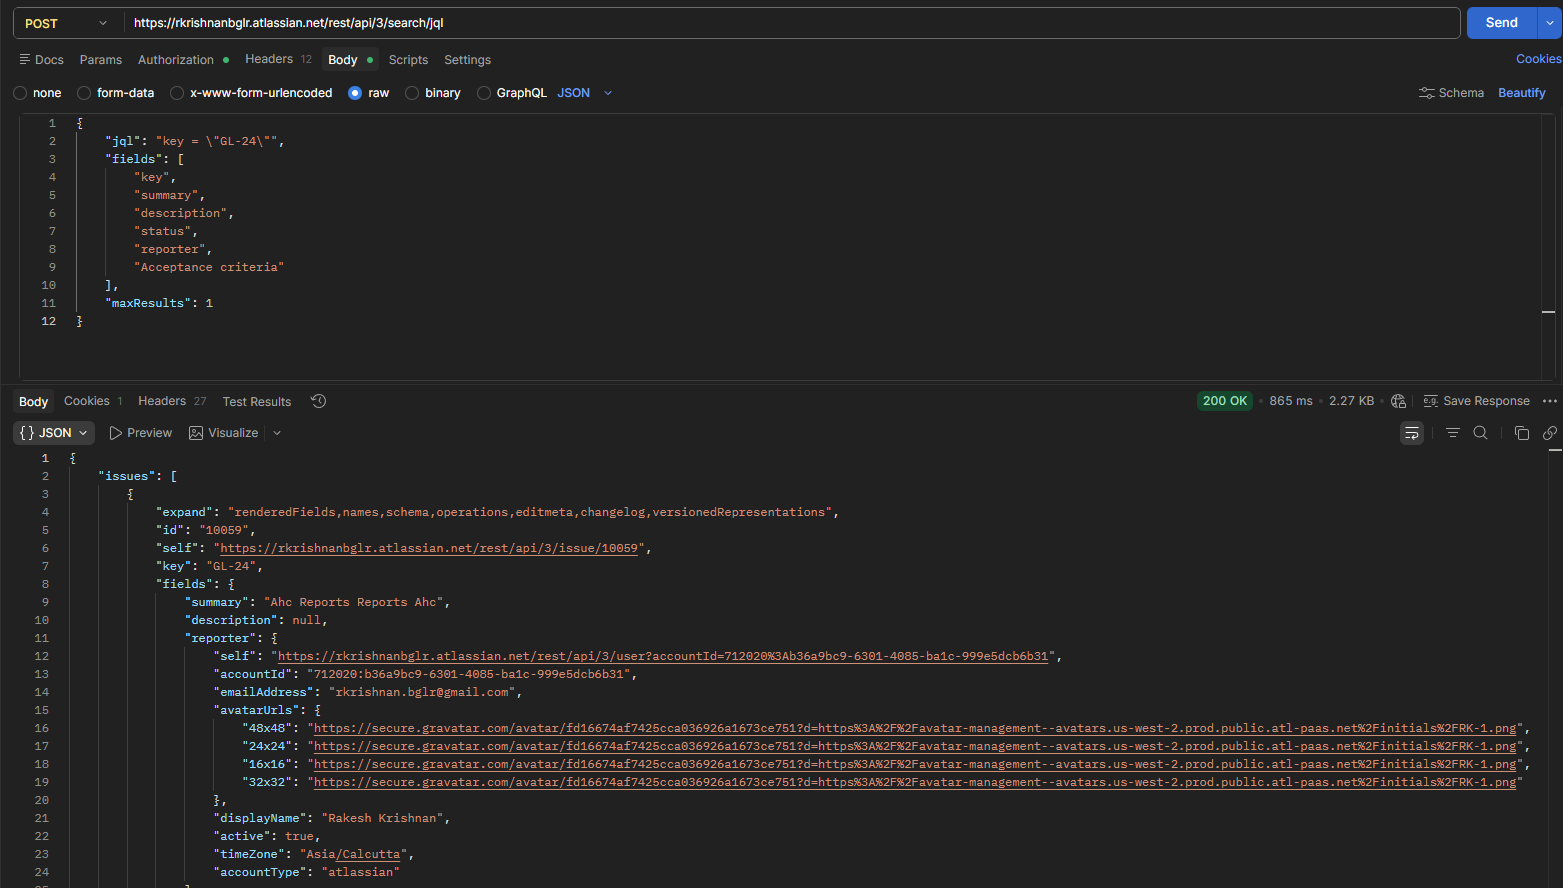 POST https://rkrishnanbglr.atlassian.net/rest/api/3/search/jql Send
Docs Params Authorization Headers 12 Body Scripts Settings Cookies
none form-data x-www-form-urlencoded raw binary GraphQL JSON Schema Beautify
1 {
2 "jql": "key = \"GL-24\"",
3 "fields": [
4 "key",
5 "summary",
6 "description",
7 "status",
8 "reporter",
9 "Acceptance criteria"
10 ],
11 "maxResults": 1
12 }
Body Cookies 1 Headers 27 Test Results 200 OK • 865 ms • 2.27 KB • e.g. Save Response
{} JSON Preview Visualize
1 {
2 "issues": [
3 {
4 "expand": "renderedFields,names,schema,operations,editmeta,changelog,versionedRepresentations",
5 "id": "10059",
6 "self": "https://rkrishnanbglr.atlassian.net/rest/api/3/issue/10059",
7 "key": "GL-24",
8 "fields": {
9 "summary": "Ahc Reports Reports Ahc",
10 "description": null,
11 "reporter": {
12 "self": "https://rkrishnanbglr.atlassian.net/rest/api/3/user?accountId=712020%3Ab36a9bc9-6301-4085-ba1c-999e5dcb6b31",
13 "accountId": "712020:b36a9bc9-6301-4085-ba1c-999e5dcb6b31",
14 "emailAddress": "rkrishnan.bglr@gmail.com",
15 "avatarUrls": {
16 "48x48": "https://secure.gravatar.com/avatar/fd16674af7425cca036926a1673ce751?d=https%3A%2F%2Favatar-management--avatars.us-west-2.prod.public.atl-paas.net%2Finitials%2FRK-1.png",
17 "24x24": "https://secure.gravatar.com/avatar/fd16674af7425cca036926a1673ce751?d=https%3A%2F%2Favatar-management--avatars.us-west-2.prod.public.atl-paas.net%2Finitials%2FRK-1.png",
18 "16x16": "https://secure.gravatar.com/avatar/fd16674af7425cca036926a1673ce751?d=https%3A%2F%2Favatar-management--avatars.us-west-2.prod.public.atl-paas.net%2Finitials%2FRK-1.png",
19 "32x32": "https://secure.gravatar.com/avatar/fd16674af7425cca036926a1673ce751?d=https%3A%2F%2Favatar-management--avatars.us-west-2.prod.public.atl-paas.net%2Finitials%2FRK-1.png"
20 },
21 "displayName": "Rakesh Krishnan",
22 "active": true,
23 "timeZone": "Asia/Calcutta",
24 "accountType": "atlassian"